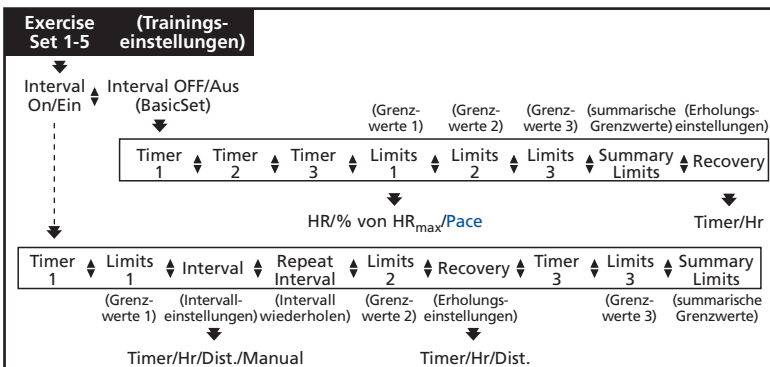 Exercise (Trainings-
Set 1-5 einstellungen)
Interval Interval OFF/Aus
On/Ein (BasicSet)
(Grenz- (Grenz- (Grenz- (summarische (Erholungs-
werte 1) werte 2) werte 3) Grenzwerte) einstellungen)
Timer Timer Timer Limits Limits Limits Summary Recovery
1 2 3 1 2 3 Limits
HR/% von HRmax/Pace Timer/Hr
Timer Limits Interval Repeat Limits Recovery Timer Limits Summary
1 1 Interval 2 3 3 Limits
(Grenz- (Intervall- (Intervall (Grenz- (Erholungs- (Grenz- (summarische
werte 1) einstellungen) wiederholen) werte 2) einstellungen) werte 3) Grenzwerte)
Timer/Hr/Dist./Manual Timer/Hr/Dist.